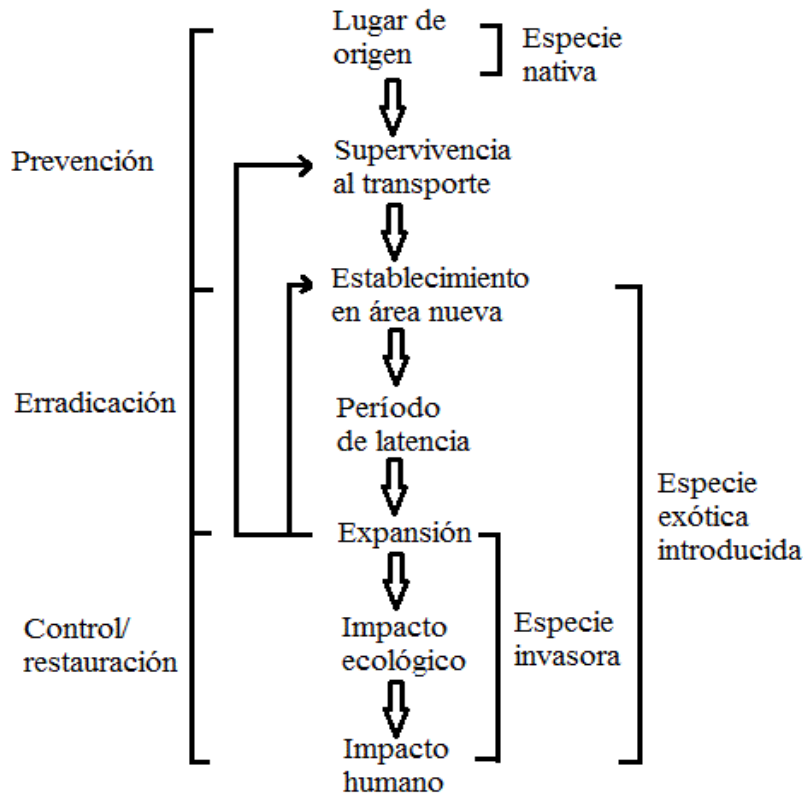 Lugar de
origen
Especie
nativa
Prevención
Supervivencia
al transporte
Establecimiento
en área nueva
Erradicación
Período
de latencia
Especie
exótica
introducida
Expansión
Control/
restauración
Impacto
ecológico
Especie
invasora
Impacto
humano